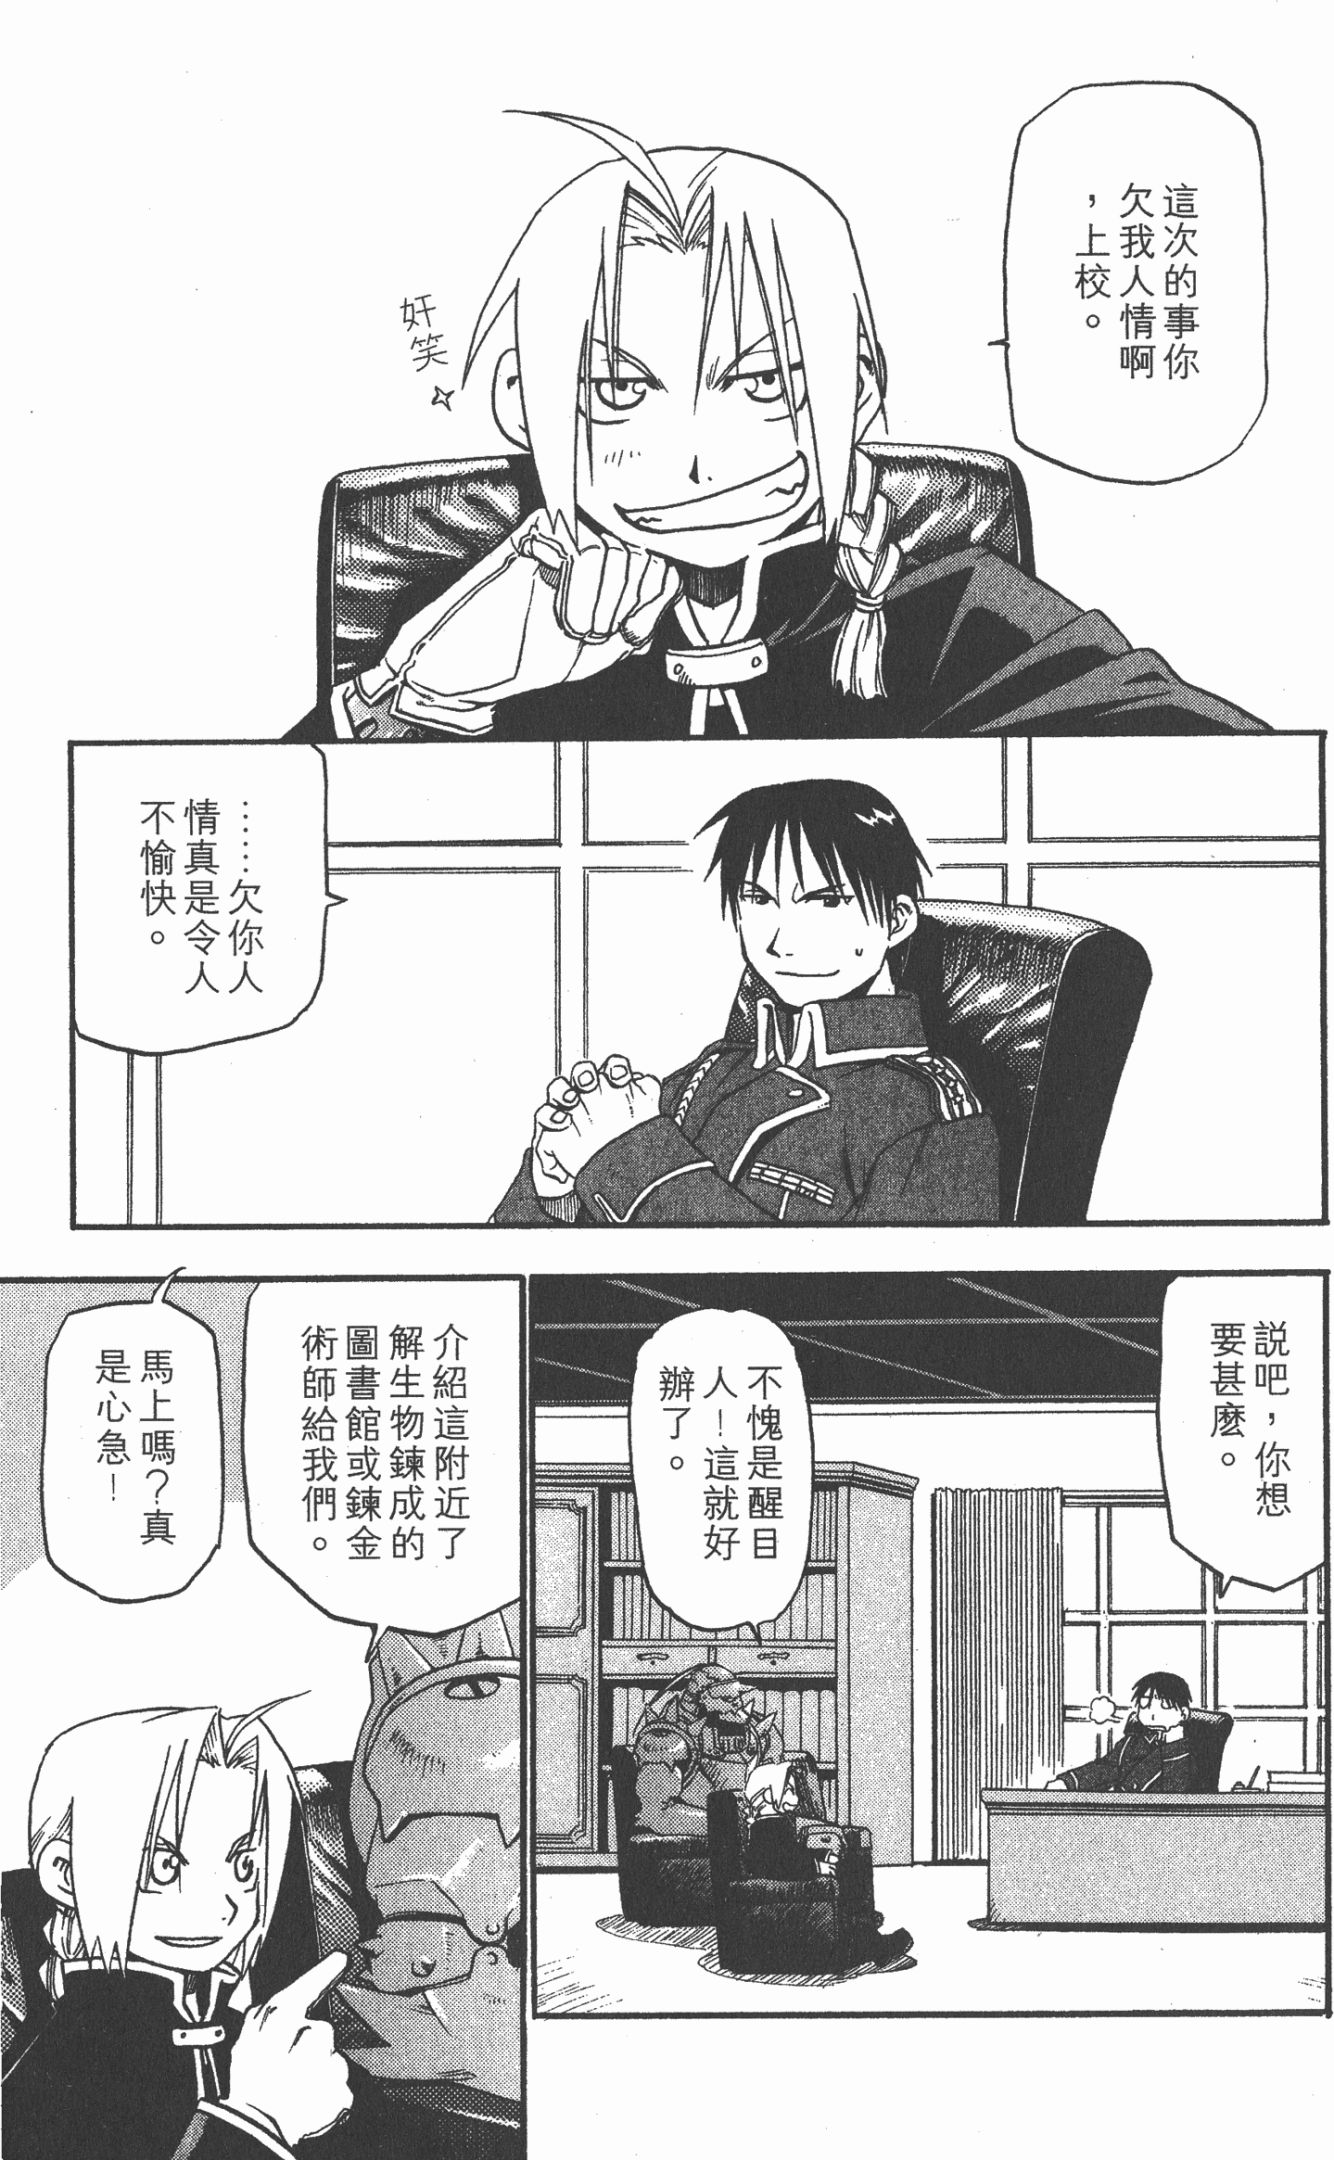 這次的事你
欠我人情啊
，上校。
奸笑
……欠你人
情真是令人
不愉快。
説吧，你想
要甚麽。
不愧是醒目
人！這就好
辦了。
介紹這附近了
解生物鍊成的
圖書館或鍊金
術師給我們。
馬上嗎？真
是心急！